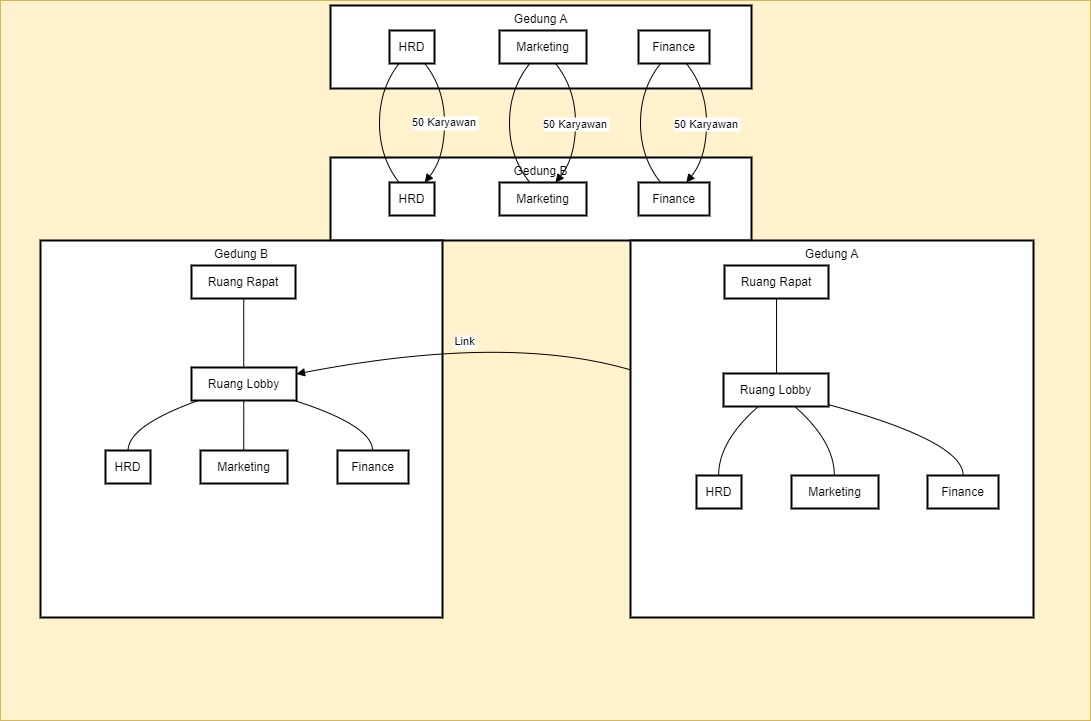 Gedung A
HRD
Marketing
Finance
50 Karyawan
50 Karyawan
50 Karyawan
Gedung B
HRD
Marketing
Finance
Gedung B
Ruang Rapat
Ruang Lobby
HRD
Marketing
Finance
Link
Gedung A
Ruang Rapat
Ruang Lobby
HRD
Marketing
Finance